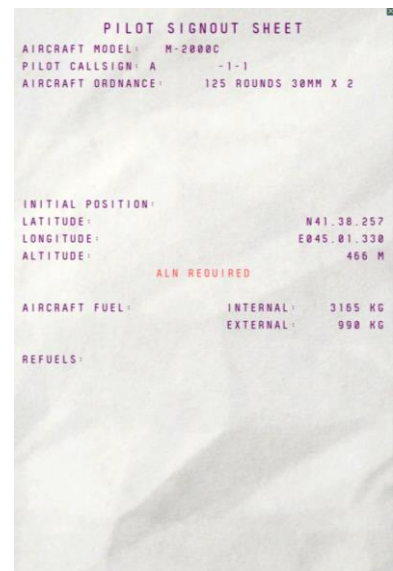 PILOT SIGNOUT SHEET
AIRCRAFT MODEL: M-2000C
PILOT CALLSIGN: A -1-1
AIRCRAFT ORDNANCE: 125 ROUNDS 30MM X 2
INITIAL POSITION:
LATITUDE: N41.38.257
LONGITUDE: E045.01.330
ALTITUDE: 466 M
ALN REQUIRED
AIRCRAFT FUEL: INTERNAL: 3165 KG
EXTERNAL: 990 KG
REFUELS: